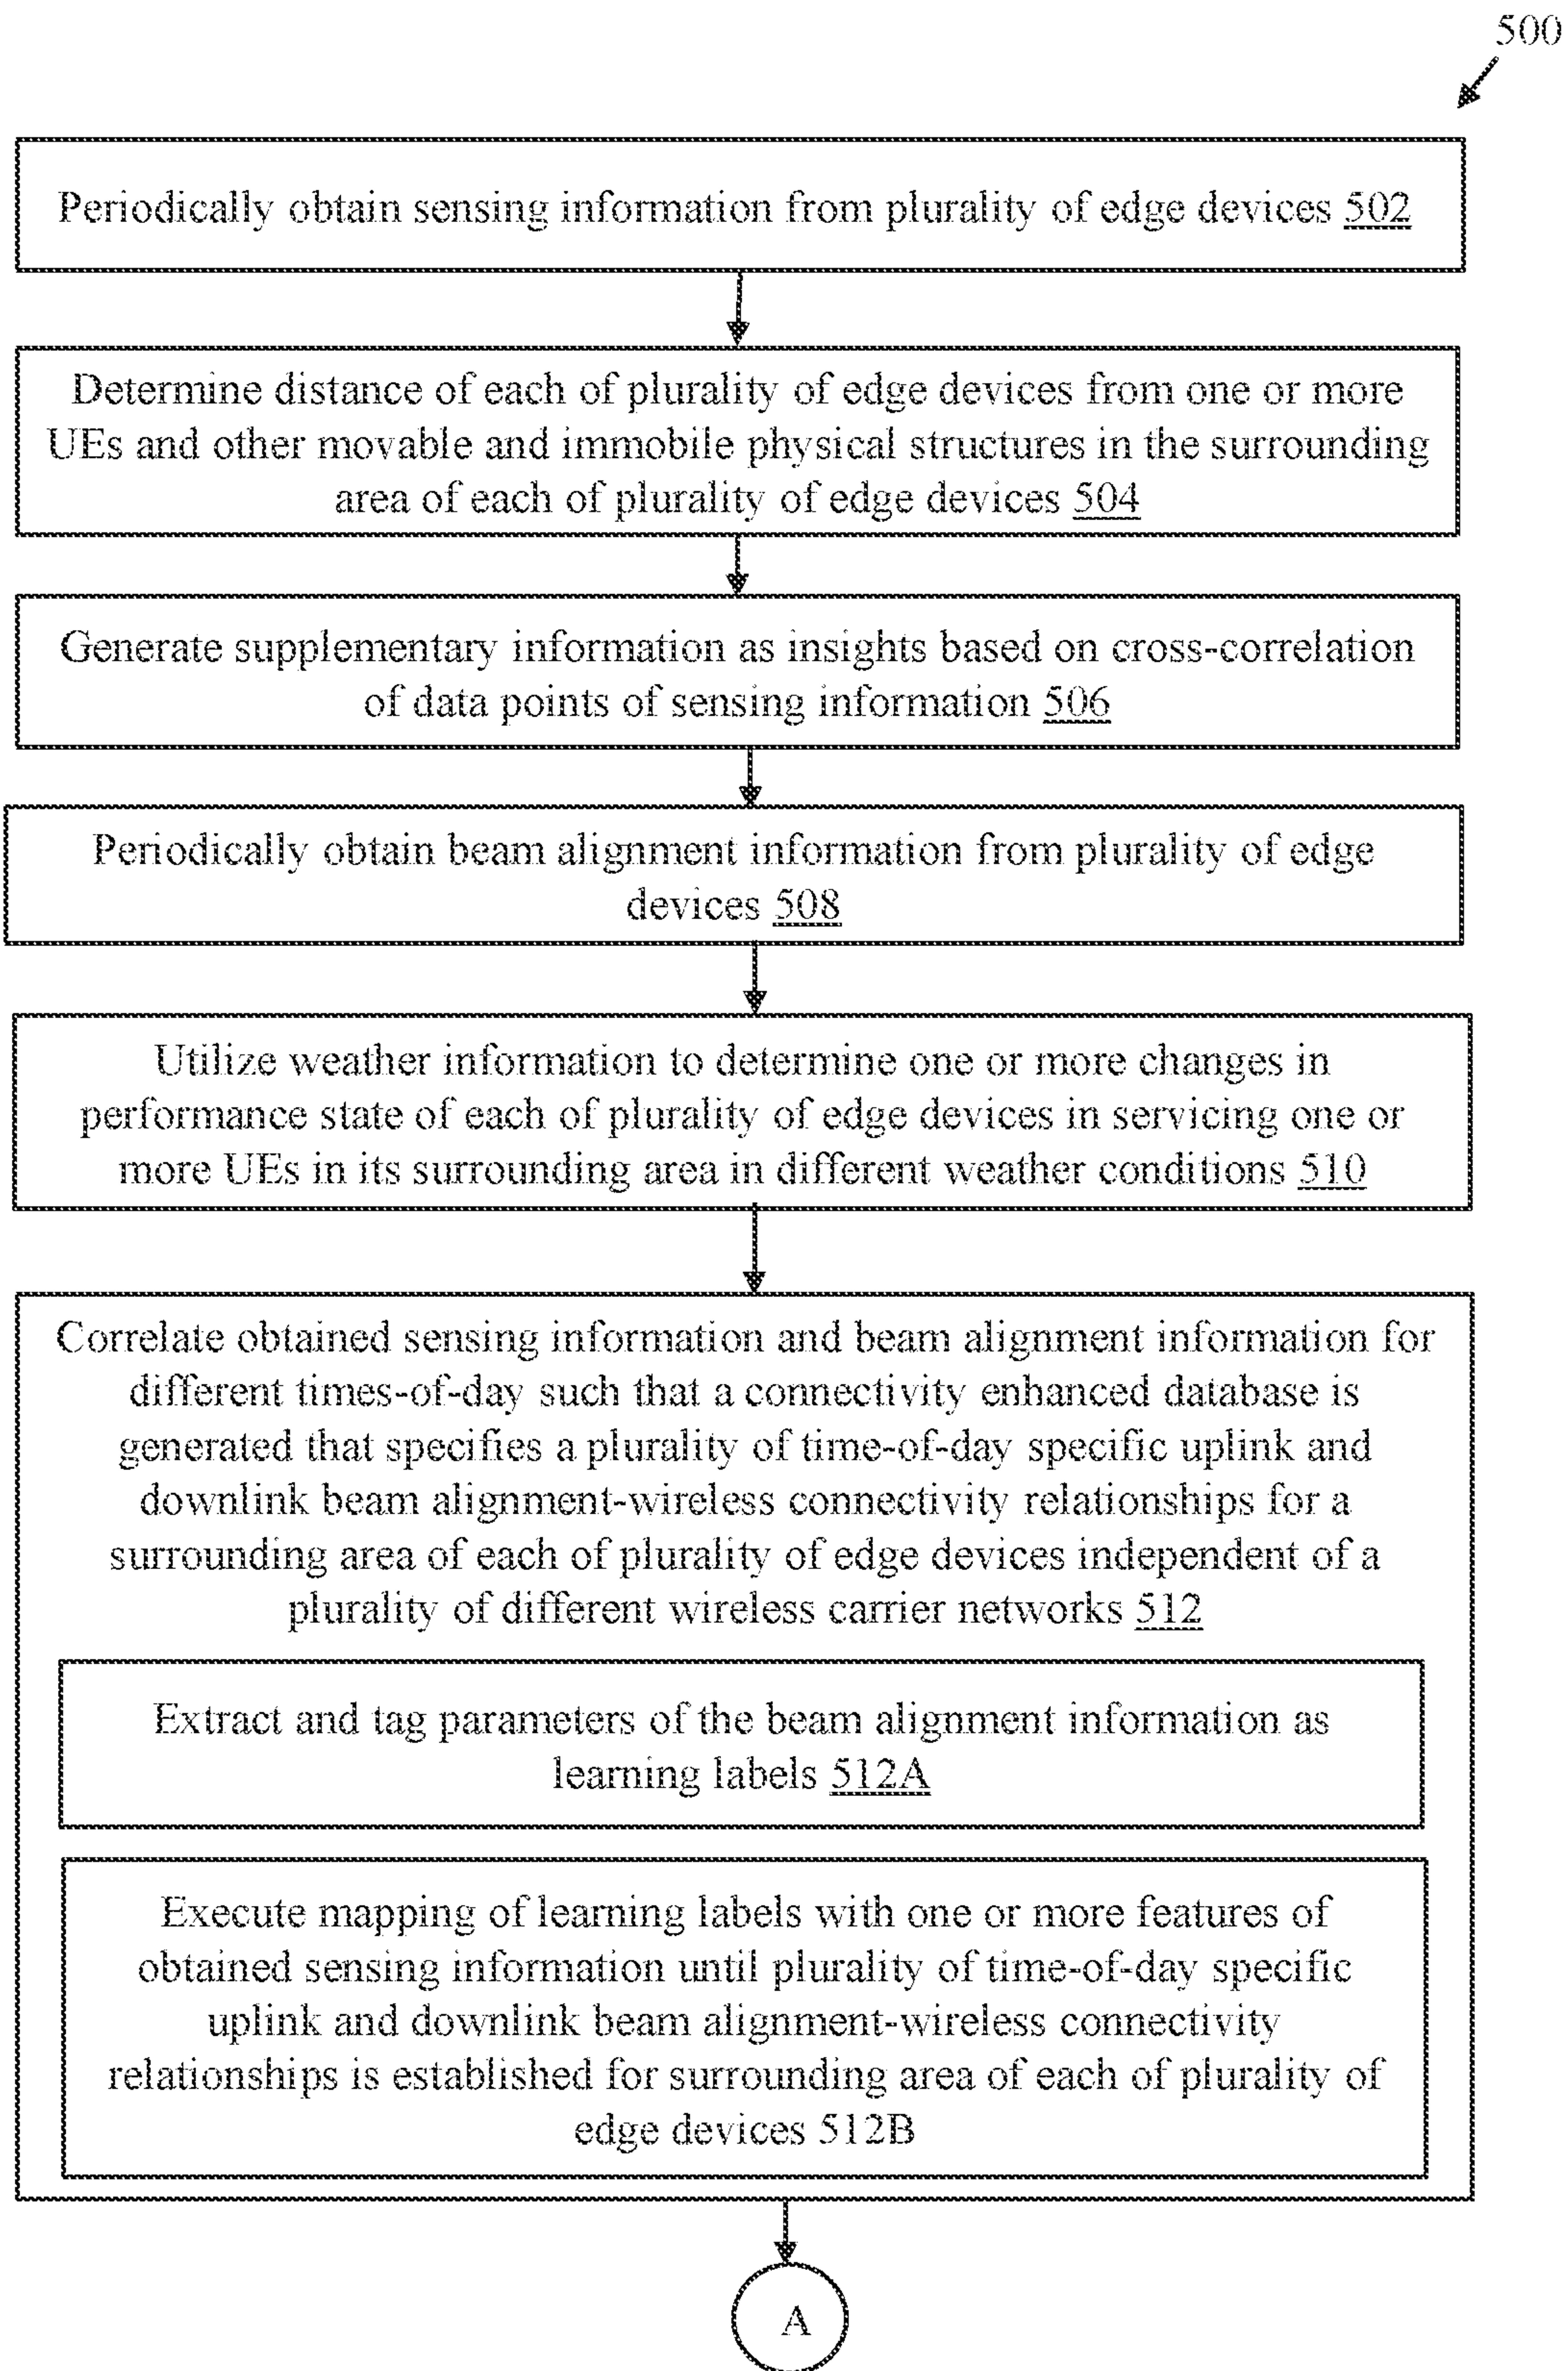 500
Periodically obtain sensing information from plurality of edge devices 502
Determine distance of each of plurality of edge devices from one or more
UEs and other movable and immobile physical structures in the surrounding
area of each of plurality of edge devices 504
Generate supplementary information as insights based on cross-correlation
of data points of sensing information 506
Periodically obtain beam alignment information from plurality of edge
devices 508
Utilize weather information to determine one or more changes in
performance state of each of plurality of edge devices in servicing one or
more UEs in its surrounding area in different weather conditions 510
Correlate obtained sensing information and beam alignment information for
different times-of-day such that a connectivity enhanced database is
generated that specifies a plurality of time-of-day specific uplink and
downlink beam alignment-wireless connectivity relationships for a
surrounding area of each of plurality of edge devices independent of a
plurality of different wireless carrier networks 512
Extract and tag parameters of the beam alignment information as
learning labels 512A
Execute mapping of learning labels with one or more features of
obtained sensing information until plurality of time-of-day specific
uplink and downlink beam alignment-wireless connectivity
relationships is established for surrounding area of each of plurality of
edge devices 512B
A